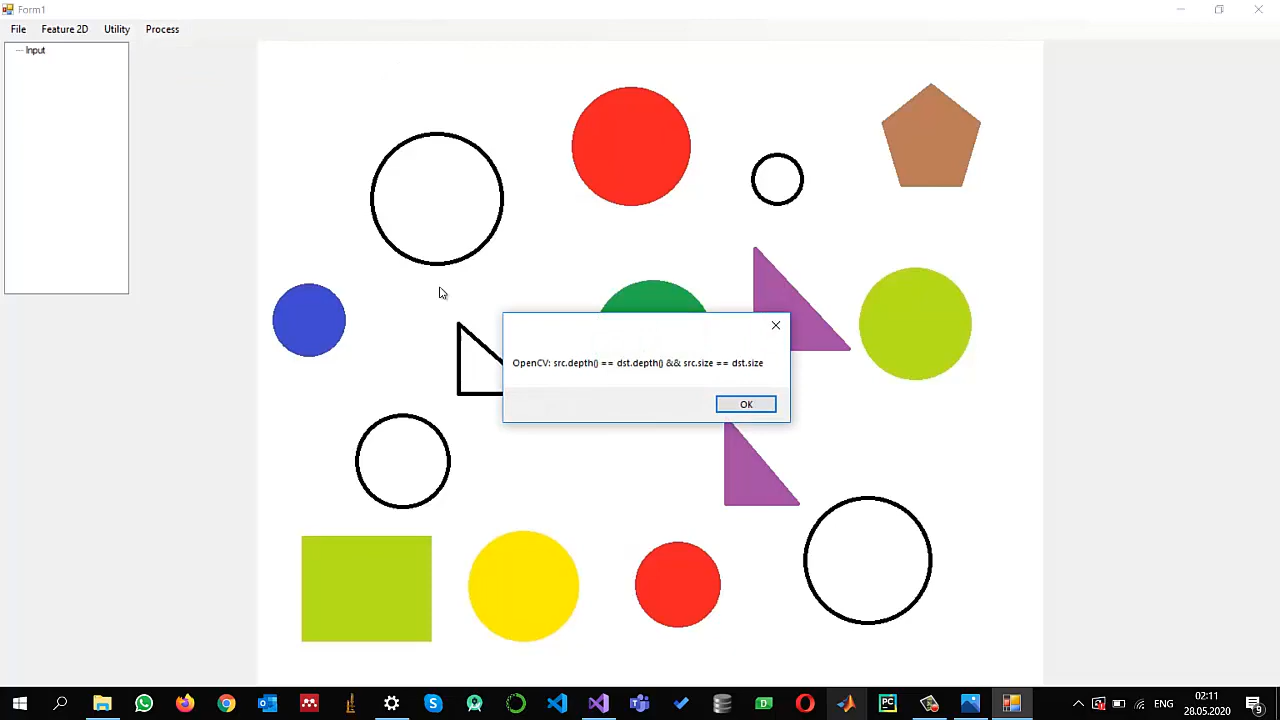 Form1
File Feature 2D Utility Process
Input
OpenCV: src.depth() == dst.depth() && src.size == dst.size
OK
ENG
02:11
28.05.2020